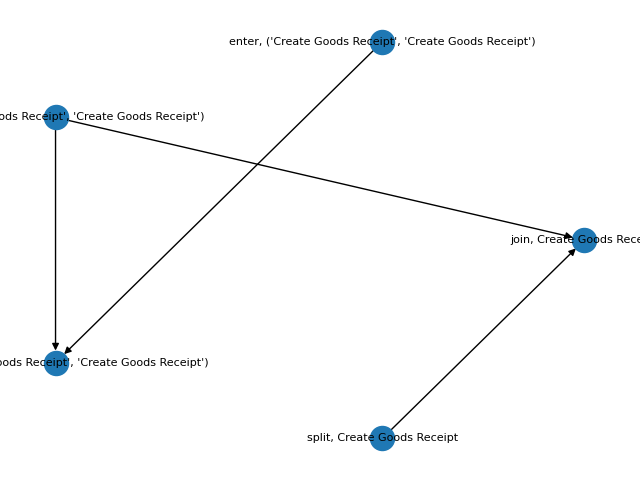 enter, ('Create Goods Receipt', 'Create Goods Receipt')
ods Receipt', 'Create Goods Receipt')
join, Create Goods Rece
oods Receipt', 'Create Goods Receipt')
split, Create Goods Receipt